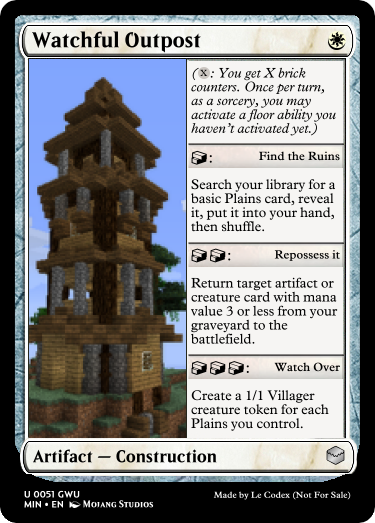 Watchful Outpost
(X: You get X brick
counters. Once per turn,
as a sorcery, you may
activate a floor ability you
haven't activated yet.)
: Find the Ruins
Search your library for a
basic Plains card, reveal
it, put it into your hand,
then shuffle.
: Repossess it
Return target artifact or
creature card with mana
value 3 or less from your
graveyard to the
battlefield.
: Watch Over
Create a 1/1 Villager
creature token for each
Plains you control.
Artifact — Construction
U 0051 GWU
MIN • EN Mojang Studios
Made by Le Codex (Not For Sale)